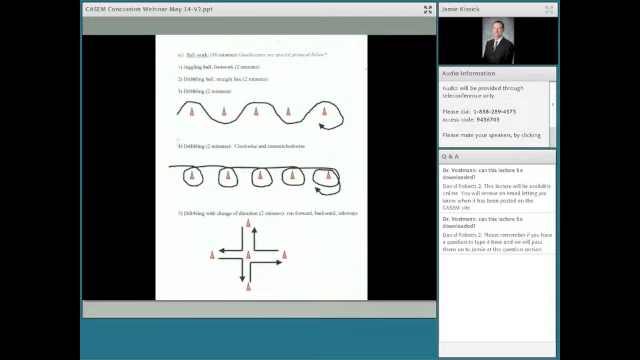 CASEM Concussion Webinar May 14-V2.ppt
(c) Ball work: (10 minutes) Goalkeepers see special protocol below*
1) Juggling ball, footwork (2 minutes)
2) Dribbling ball, straight line (2 minutes)
3) Dribbling (2 minutes):
4) Dribbling (2 minutes): Clockwise and counterclockwise
5) Dribbling with change of direction (2 minutes): run forward, backward, sideways
Jamie Kissick
Audio Information
Audio will be provided through
teleconference only.
Please dial: 1-888-289-4573
access code: 9436703
Please mute your speakers, by clicking
Q & A
Dr. Vostmans: can this lecture be
downloaded?
David Roberts 2: This lecture will be available
online. You will receive an email letting you
know when it has been posted on the
CASEM site.
Dr. Vostmans: can this lecture be
downloaded?
David Roberts 2: Please remember if you have
a question to type it here and we will pass
them up to Jamie at the question section.